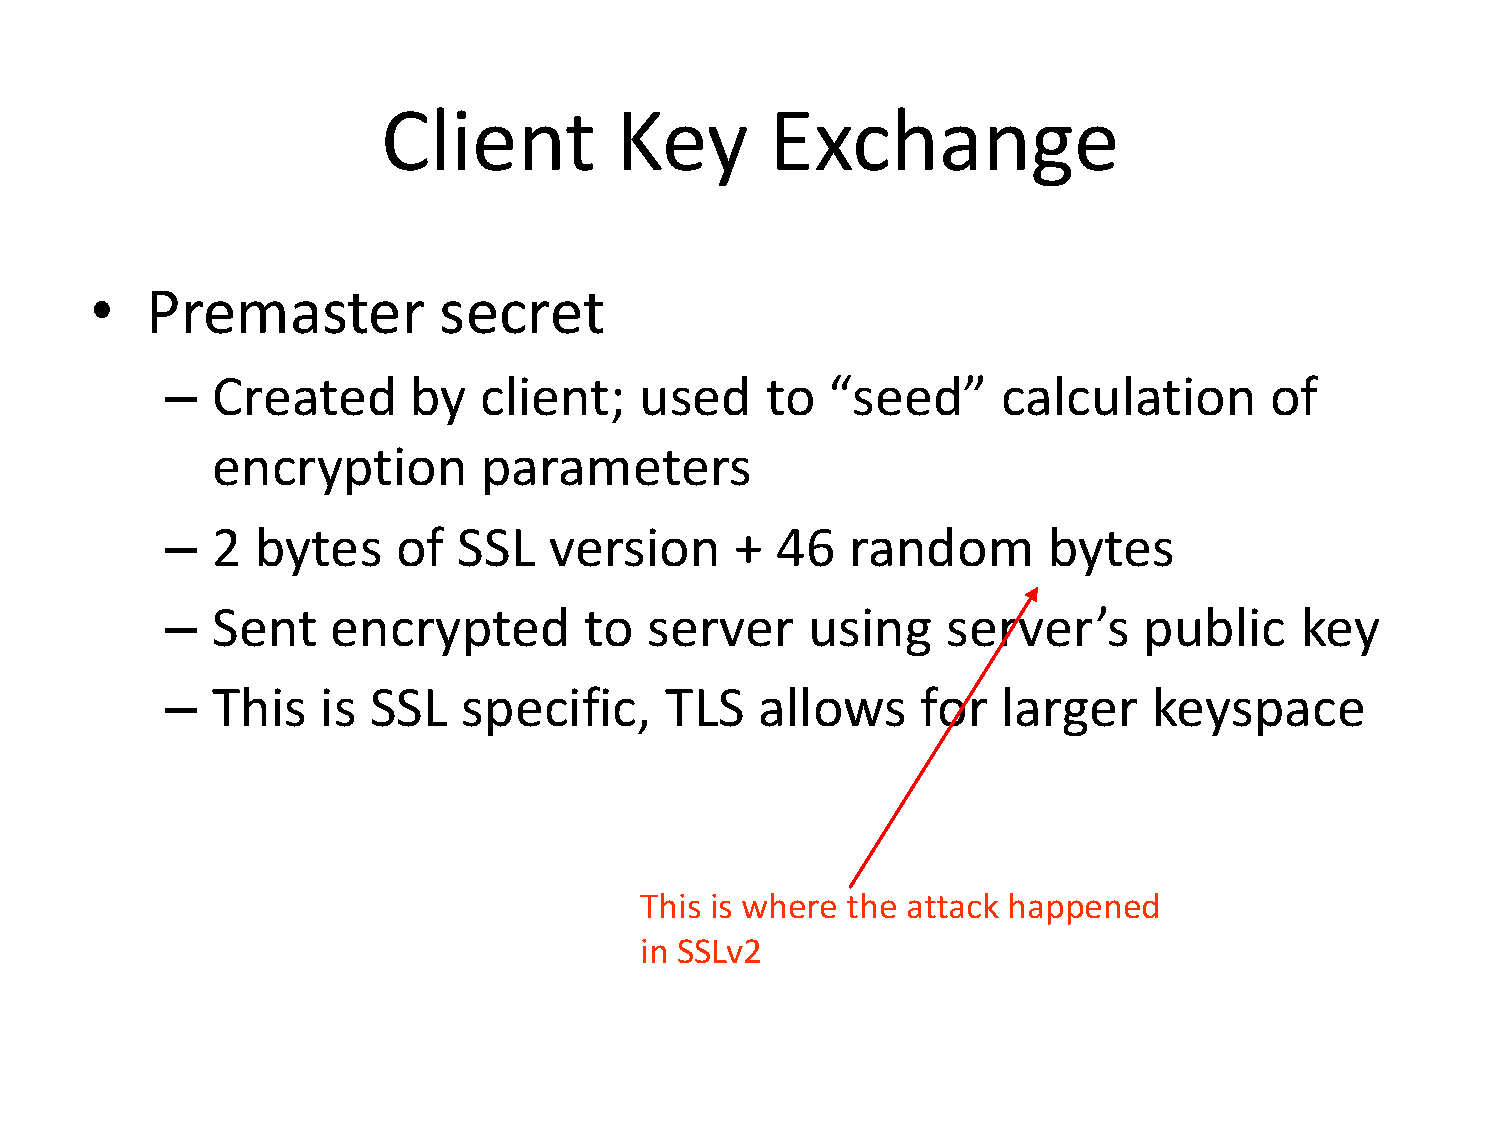 Client Key Exchange
• Premaster secret
– Created by client; used to “seed” calculation of
encryption parameters
– 2 bytes of SSL version + 46 random bytes
– Sent encrypted to server using server’s public key
– This is SSL specific, TLS allows for larger keyspace
This is where the attack happened
in SSLv2